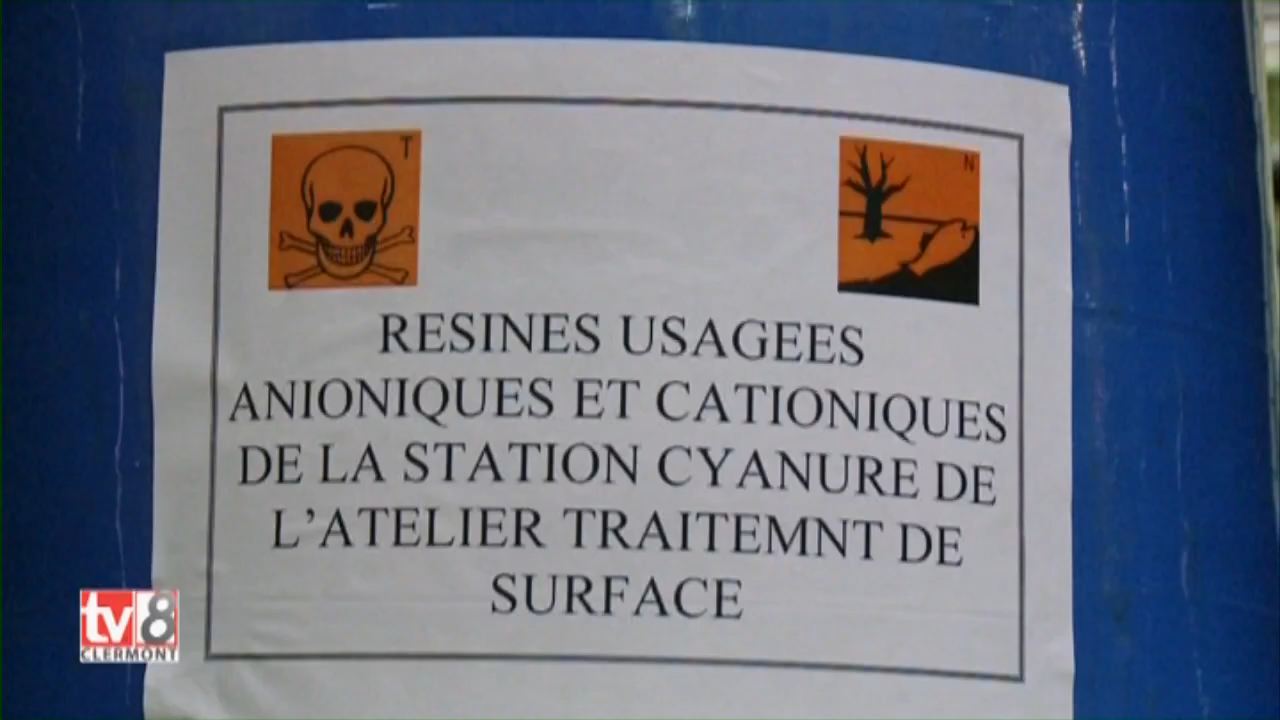 T
N
RESINES USAGEES
ANIONIQUES ET CATIONIQUES
DE LA STATION CYANURE DE
L'ATELIER TRAITEMNT DE
SURFACE
tv8
CLERMONT